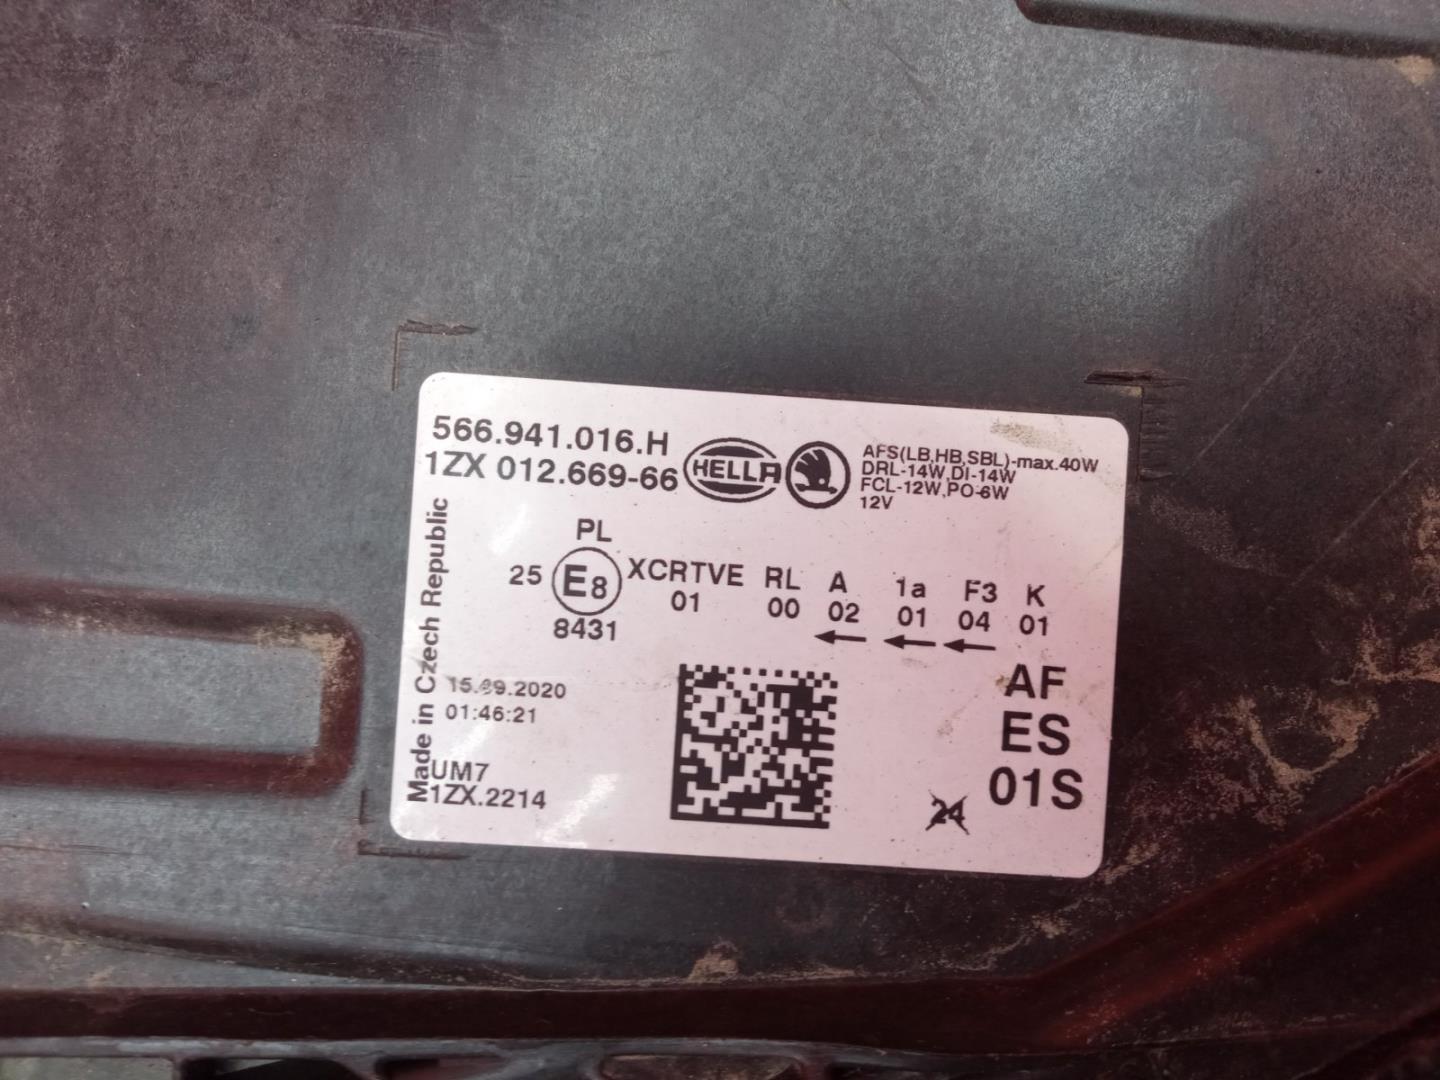 566.941.016.H
1ZX 012.669-66
HELLA
AFS(LB,HB,SBL)-max.40W
DRL-14W,DI-14W
FCL-12W,PO-6W
12V
Made in Czech Republic
PL
25 E8 XCRTVE RL A 1a F3 K
8431 01 00 02 01 04 01
15.09.2020
01:46:21
UM7
1ZX.2214
AF
ES
01S
24